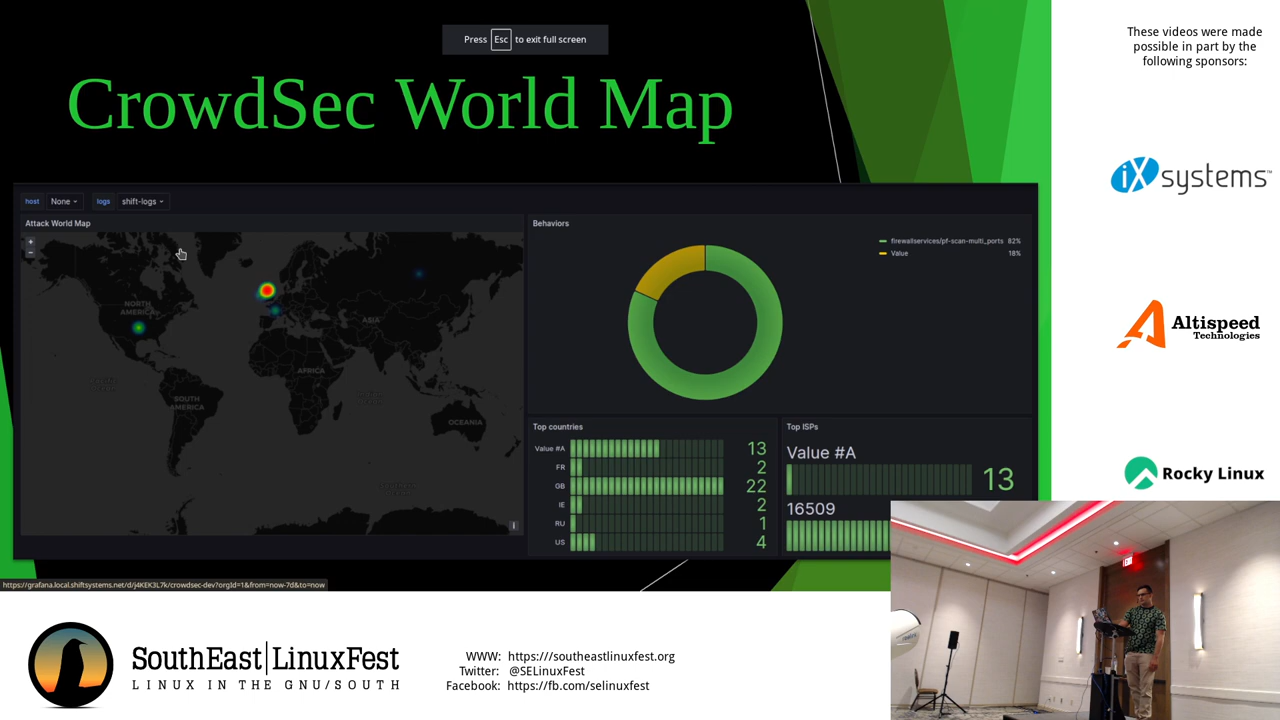 Press Esc to exit full screen
CrowdSec World Map
host None logs shift-logs
Attack World Map
+
-
NORTH
AMERICA
ASIA
AFRICA
SOUTH
AMERICA
OCEANIA
i
Behaviors
firewallservices/pf-scan-multi_ports 82%
Value 18%
Top countries
Value #A 13
FR 2
GB 22
IE 2
RU 1
US 4
Top ISPs
Value #A
13
16509
https://grafana.local.shiftsystems.net/d/j4KEK3L7k/crowdsec-dev?orgId=1&from=now-7d&to=now
These videos were made
possible in part by the
following sponsors:
iXsystems™
Altispeed
Technologies
Rocky Linux
EXIT
SouthEast|LinuxFest
LINUX IN THE GNU/SOUTH
WWW: https:///southeastlinuxfest.org
Twitter: @SELinuxFest
Facebook: https://fb.com/selinuxfest